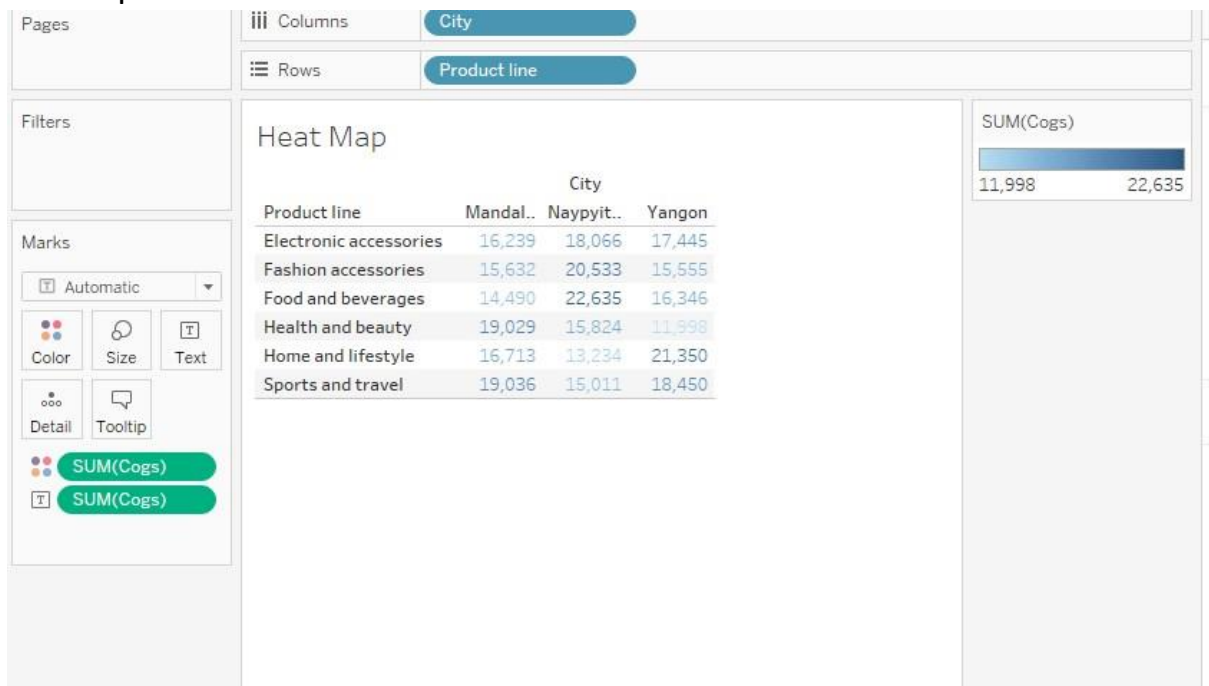 Pages
Columns
City
Rows
Product line
Filters
Heat Map
SUM(Cogs)
11,998 22,635
City
Product line Mandal.. Naypyit.. Yangon
Electronic accessories 16,239 18,066 17,445
Fashion accessories 15,632 20,533 15,555
Food and beverages 14,490 22,635 16,346
Health and beauty 19,029 15,824 11,998
Home and lifestyle 16,713 13,234 21,350
Sports and travel 19,036 15,011 18,450
Marks
T Automatic
T
Color Size Text
Detail Tooltip
SUM(Cogs)
T SUM(Cogs)